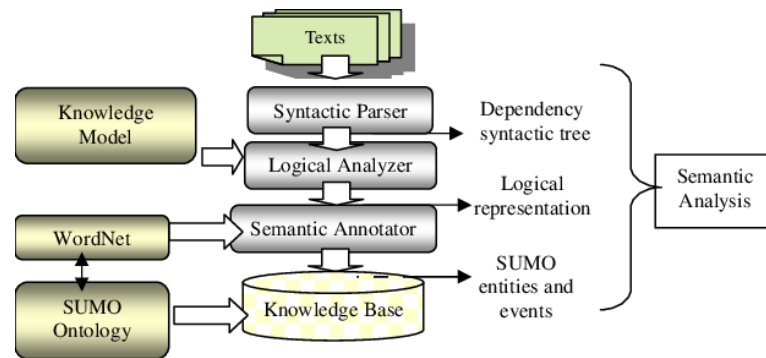 Texts
Syntactic Parser
Knowledge
Model
Dependency
syntactic tree
Logical Analyzer
Logical
representation
Semantic
Analysis
WordNet
Semantic Annotator
SUMO
entities and
events
SUMO
Ontology
Knowledge Base